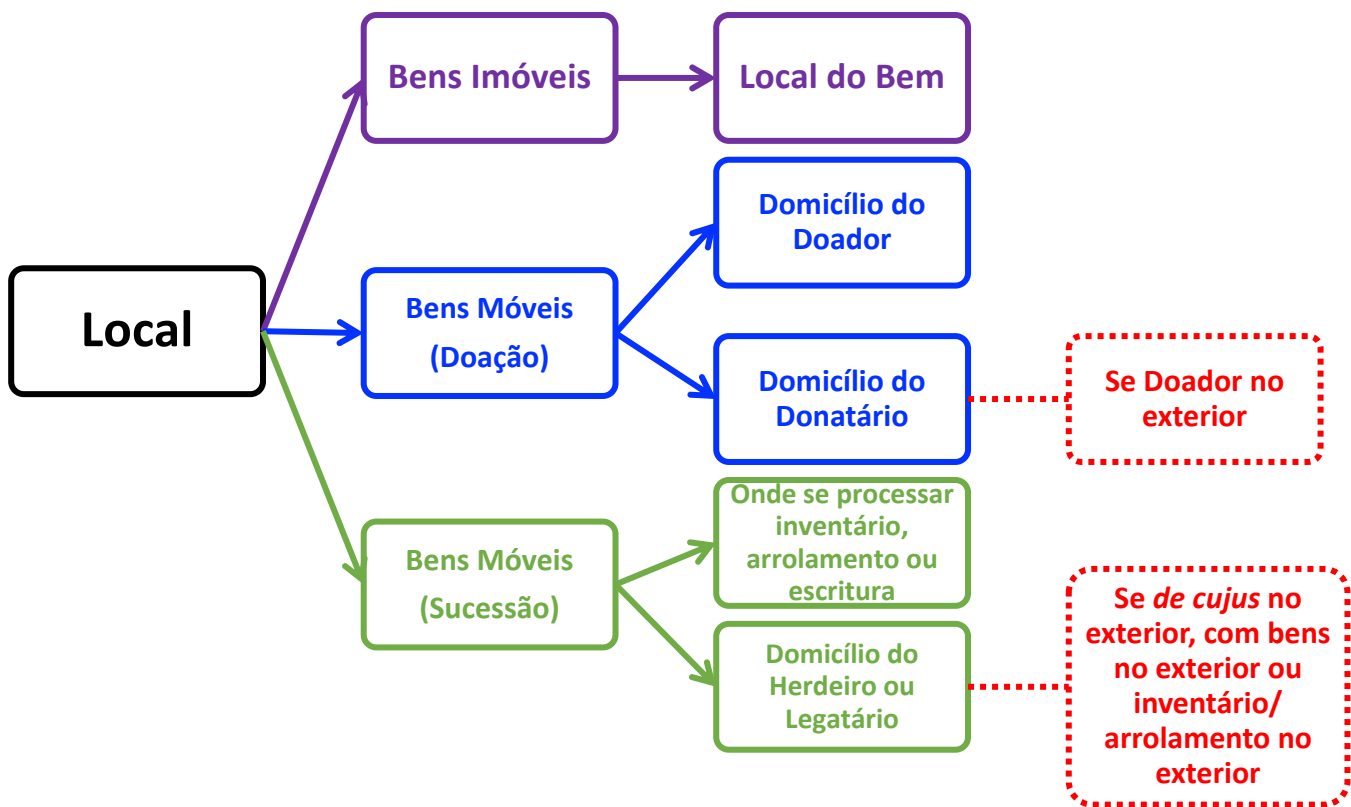 Local
Bens Imóveis
Local do Bem
Bens Móveis
(Doação)
Domicílio do
Doador
Domicílio do
Donatário
Se Doador no
exterior
Bens Móveis
(Sucessão)
Onde se processar
inventário,
arrolamento ou
escritura
Domicílio do
Herdeiro ou
Legatário
Se de cujus no
exterior, com bens
no exterior ou
inventário/
arrolamento no
exterior